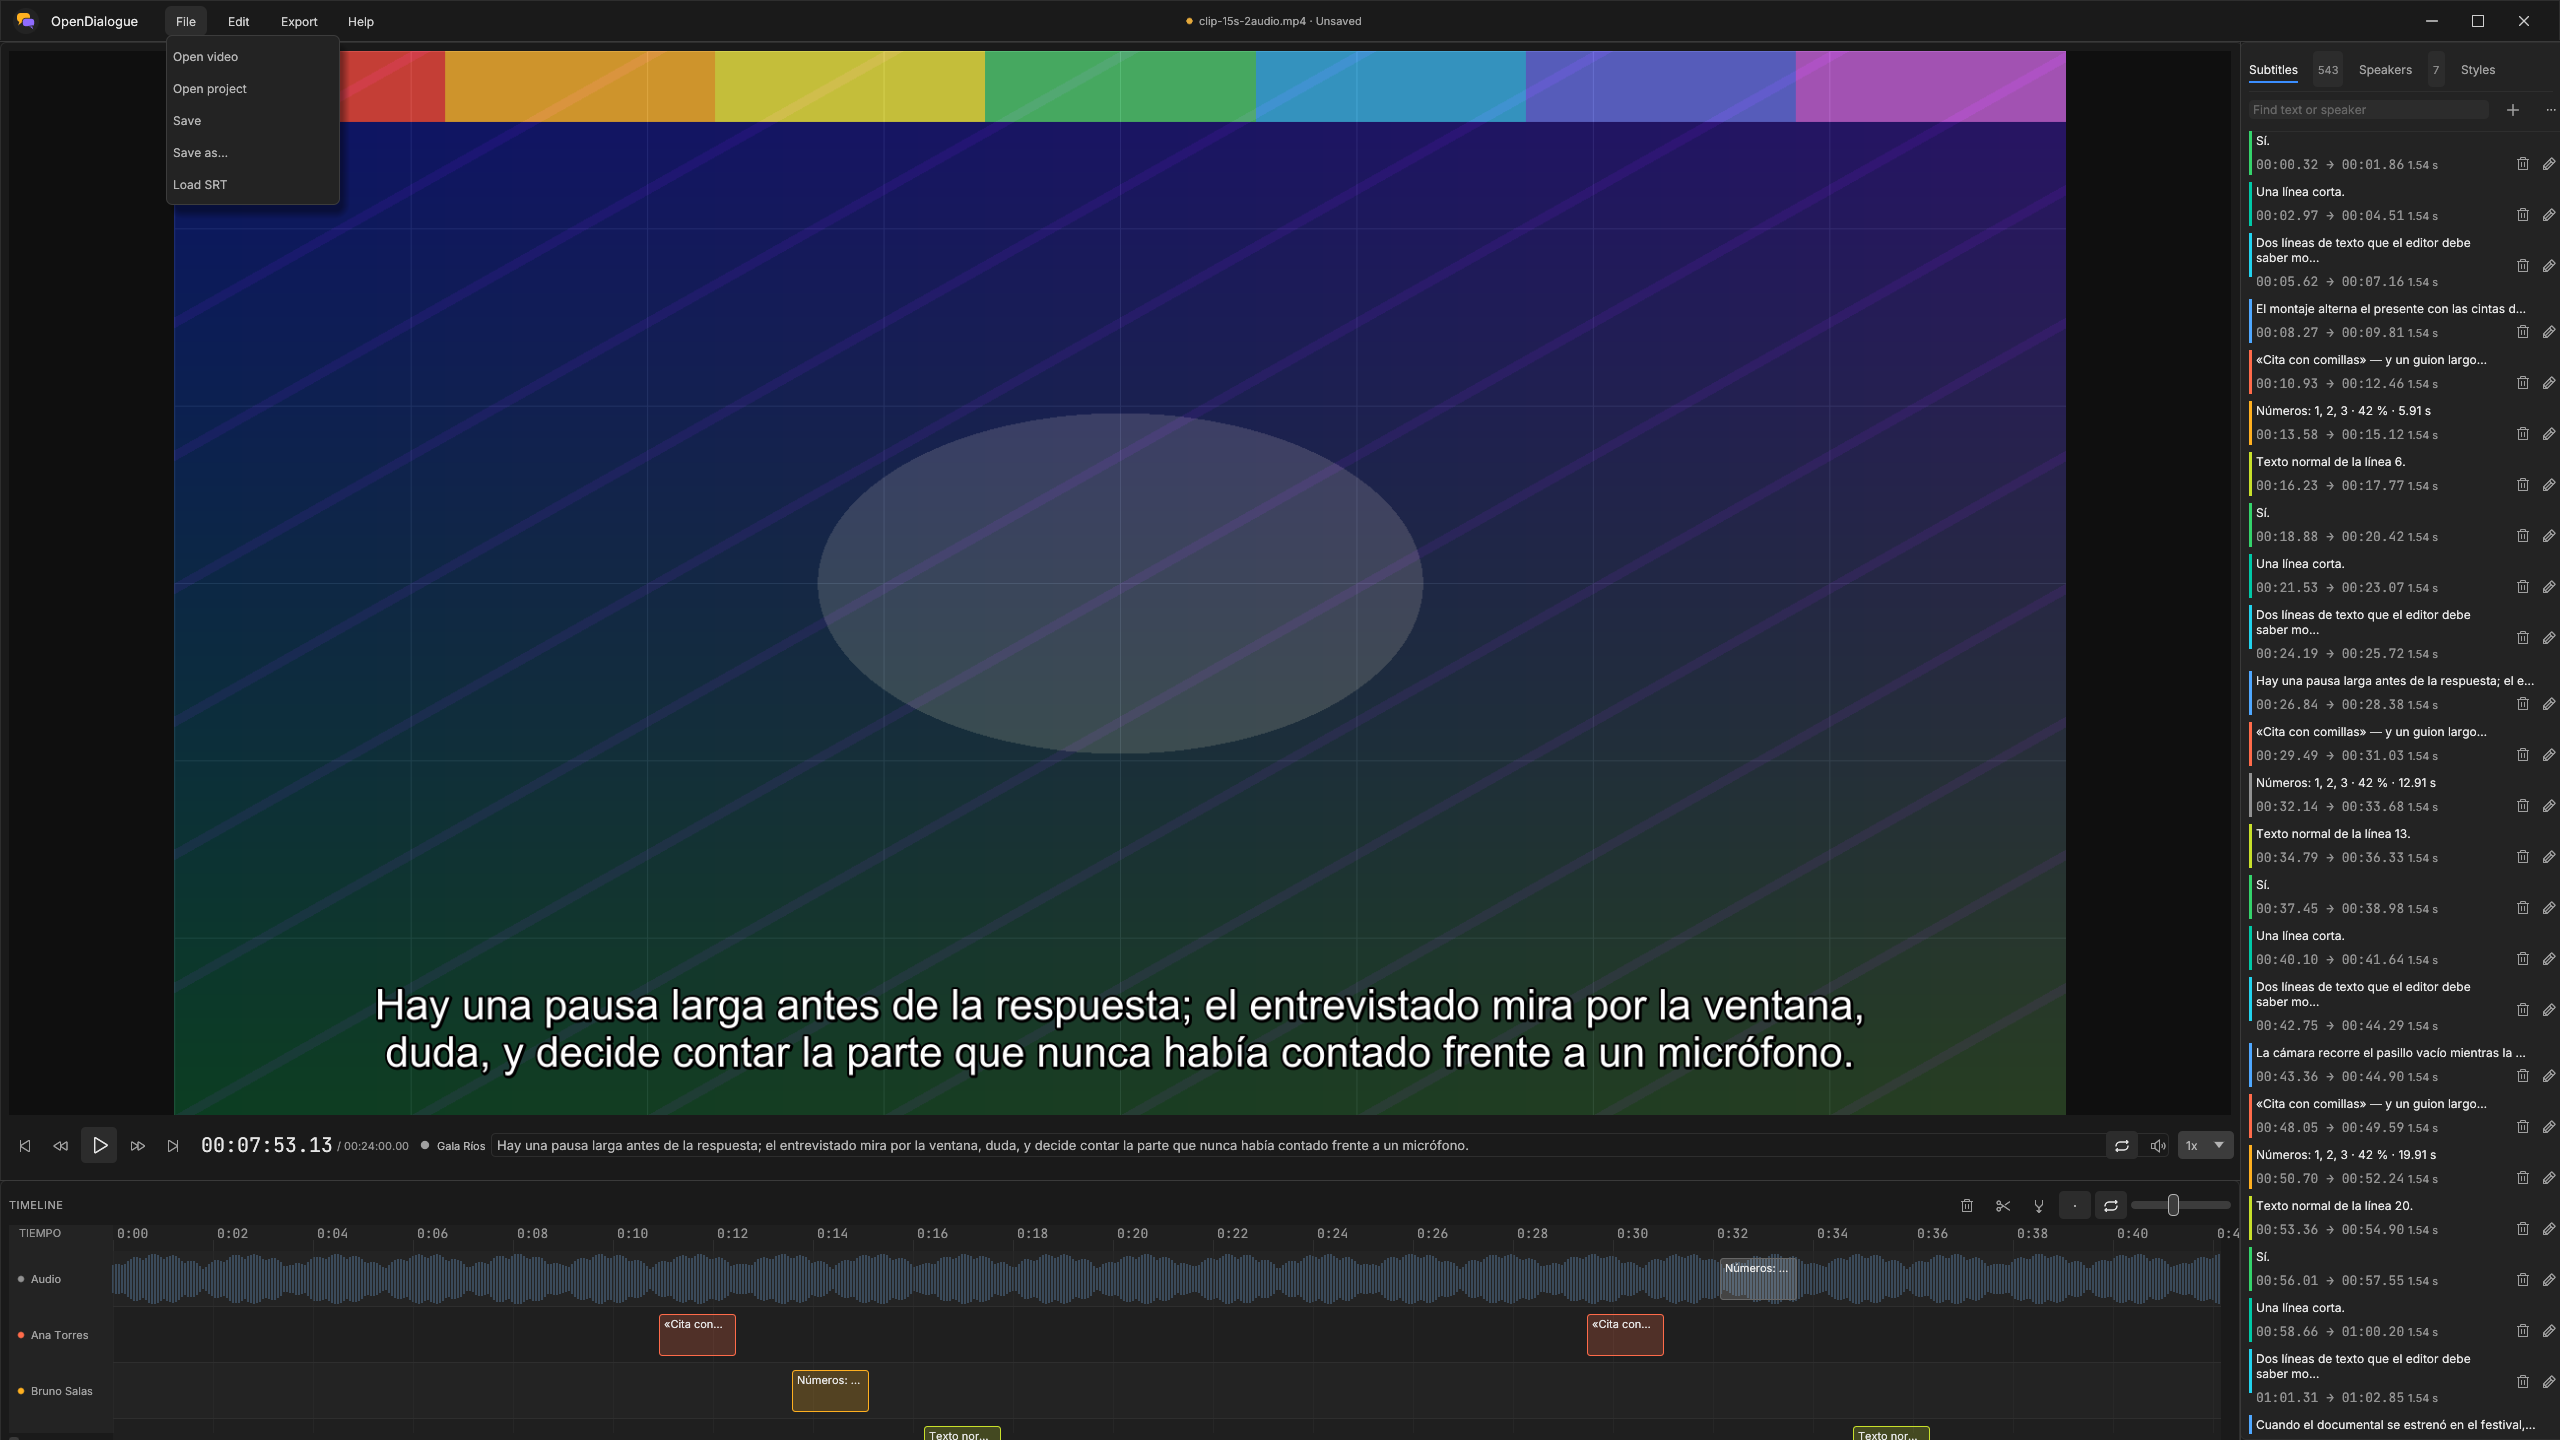 OpenDialogue
File
Edit
Export
Help
clip-15s-2audio.mp4 · Unsaved
Open video
Open project
Save
Save as...
Load SRT
Hay una pausa larga antes de la respuesta; el entrevistado mira por la ventana,
duda, y decide contar la parte que nunca había contado frente a un micrófono.
00:07:53.13 / 00:24:00.00
Gala Ríos
Hay una pausa larga antes de la respuesta; el entrevistado mira por la ventana, duda, y decide contar la parte que nunca había contado frente a un micrófono.
1x
Subtitles 543
Speakers 7
Styles
Find text or speaker
Sí.
00:00.32 → 00:01.86 1.54 s
Una línea corta.
00:02.97 → 00:04.51 1.54 s
Dos líneas de texto que el editor debe
saber mo...
00:05.62 → 00:07.16 1.54 s
El montaje alterna el presente con las cintas d...
00:08.27 → 00:09.81 1.54 s
«Cita con comillas» — y un guion largo...
00:10.93 → 00:12.46 1.54 s
Números: 1, 2, 3 · 42 % · 5.91 s
00:13.58 → 00:15.12 1.54 s
Texto normal de la línea 6.
00:16.23 → 00:17.77 1.54 s
Sí.
00:18.88 → 00:20.42 1.54 s
Una línea corta.
00:21.53 → 00:23.07 1.54 s
Dos líneas de texto que el editor debe
saber mo...
00:24.19 → 00:25.72 1.54 s
Hay una pausa larga antes de la respuesta; el e...
00:26.84 → 00:28.38 1.54 s
«Cita con comillas» — y un guion largo...
00:29.49 → 00:31.03 1.54 s
Números: 1, 2, 3 · 42 % · 12.91 s
00:32.14 → 00:33.68 1.54 s
Texto normal de la línea 13.
00:34.79 → 00:36.33 1.54 s
Sí.
00:37.45 → 00:38.98 1.54 s
Una línea corta.
00:40.10 → 00:41.64 1.54 s
Dos líneas de texto que el editor debe
saber mo...
00:42.75 → 00:44.29 1.54 s
La cámara recorre el pasillo vacío mientras la ...
00:43.36 → 00:44.90 1.54 s
«Cita con comillas» — y un guion largo...
00:48.05 → 00:49.59 1.54 s
Números: 1, 2, 3 · 42 % · 19.91 s
00:50.70 → 00:52.24 1.54 s
Texto normal de la línea 20.
00:53.36 → 00:54.90 1.54 s
Sí.
00:56.01 → 00:57.55 1.54 s
Una línea corta.
00:58.66 → 01:00.20 1.54 s
Dos líneas de texto que el editor debe
saber mo...
01:01.31 → 01:02.85 1.54 s
Cuando el documental se estrenó en el festival,...
TIMELINE
TIEMPO
0:00 0:02 0:04 0:06 0:08 0:10 0:12 0:14 0:16 0:18 0:20 0:22 0:24 0:26 0:28 0:30 0:32 0:34 0:36 0:38 0:40 0:4
Audio
Números: ...
Ana Torres
«Cita con...
«Cita con...
Bruno Salas
Números: ...
Texto nor...
Texto nor...